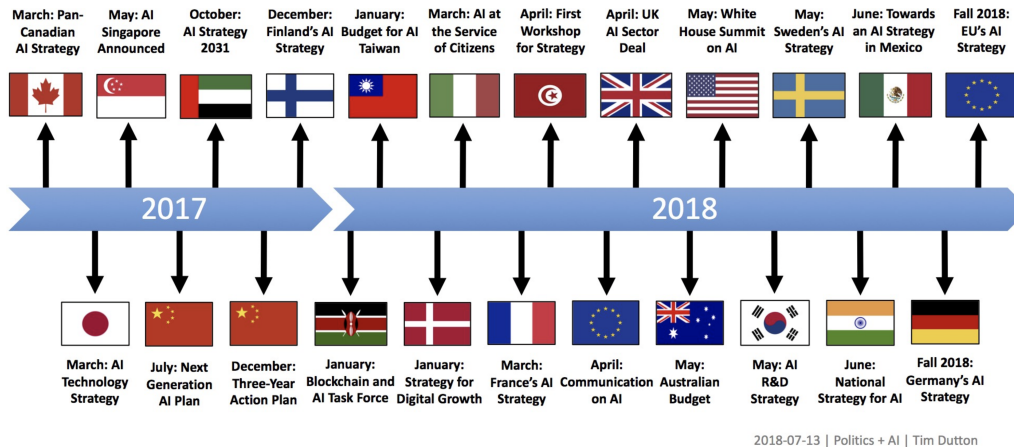 March: Pan-
Canadian
AI Strategy
May: AI
Singapore
Announced
October:
AI Strategy
2031
December:
Finland's AI
Strategy
January:
Budget for AI
Taiwan
March: AI at
the Service
of Citizens
April: First
Workshop
for Strategy
April: UK
AI Sector
Deal
May: White
House Summit
on AI
May:
Sweden's AI
Strategy
June: Towards
an AI Strategy
in Mexico
Fall 2018:
EU's AI
Strategy
2017
2018
March: AI
Technology
Strategy
July: Next
Generation
AI Plan
December:
Three-Year
Action Plan
January:
Blockchain and
AI Task Force
January:
Strategy for
Digital Growth
March:
France's AI
Strategy
April:
Communication
on AI
May:
Australian
Budget
May: AI
R&D
Strategy
June:
National
Strategy for AI
Fall 2018:
Germany's AI
Strategy
2018-07-13 | Politics + AI | Tim Dutton